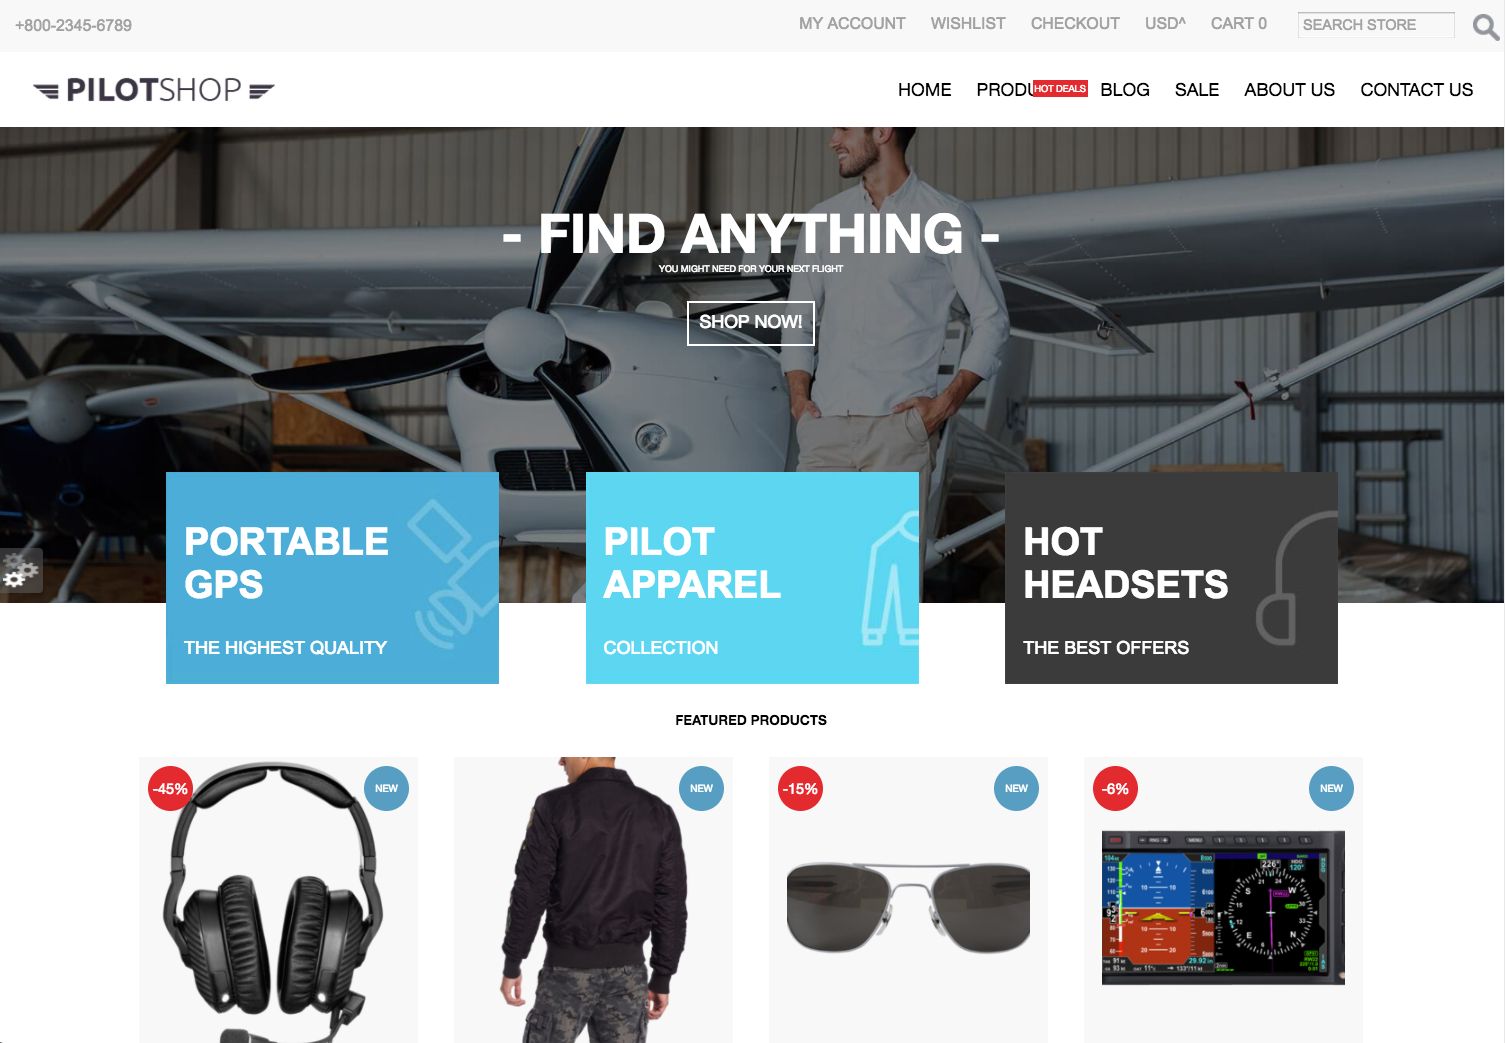 +800-2345-6789
MY ACCOUNT WISHLIST CHECKOUT USD^ CART 0 SEARCH STORE
PILOTSHOP
HOME PRODU HOT DEALS BLOG SALE ABOUT US CONTACT US
- FIND ANYTHING -
YOU MIGHT NEED FOR YOUR NEXT FLIGHT
SHOP NOW!
PORTABLE
GPS
THE HIGHEST QUALITY
PILOT
APPAREL
COLLECTION
HOT
HEADSETS
THE BEST OFFERS
FEATURED PRODUCTS
-45% NEW
NEW
-15% NEW
-6% NEW